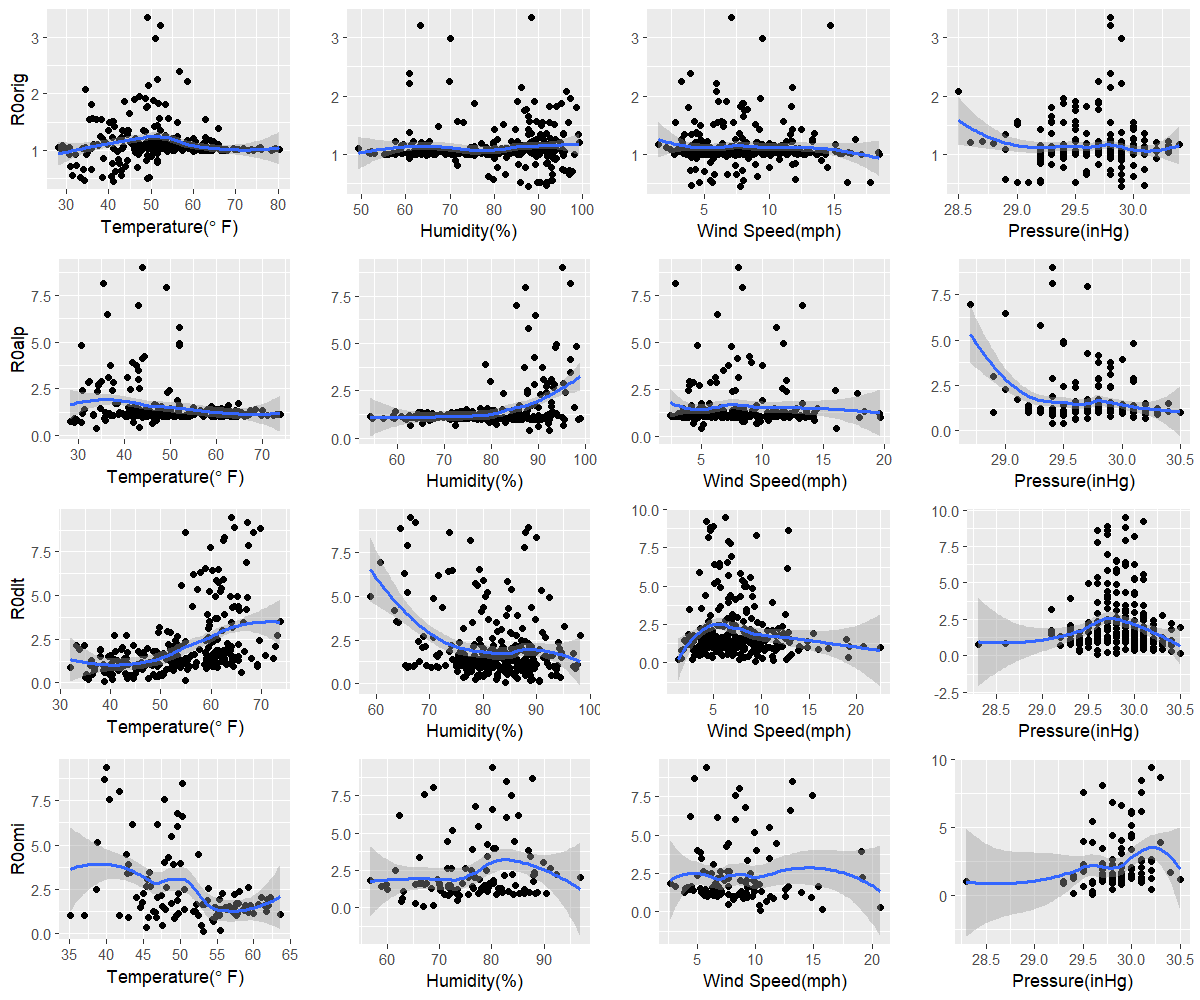 R0orig
3 2 1
30 40 50 60 70 80
Temperature(° F)
3 2 1
50 60 70 80 90 100
Humidity(%)
3 2 1
5 10 15
Wind Speed(mph)
3 2 1
28.5 29.0 29.5 30.0
Pressure(inHg)
R0alp
7.5 5.0 2.5 0.0
30 40 50 60 70
Temperature(° F)
7.5 5.0 2.5 0.0
60 70 80 90 100
Humidity(%)
7.5 5.0 2.5 0.0
5 10 15 20
Wind Speed(mph)
7.5 5.0 2.5 0.0
29.0 29.5 30.0 30.5
Pressure(inHg)
R0dlt
7.5 5.0 2.5 0.0
30 40 50 60 70
Temperature(° F)
7.5 5.0 2.5 0.0
60 70 80 90 100
Humidity(%)
10.0 7.5 5.0 2.5 0.0
5 10 15 20
Wind Speed(mph)
10.0 7.5 5.0 2.5 0.0 -2.5
28.5 29.0 29.5 30.0 30.5
Pressure(inHg)
R0omi
7.5 5.0 2.5 0.0
35 40 45 50 55 60 65
Temperature(° F)
7.5 5.0 2.5 0.0
60 70 80 90
Humidity(%)
7.5 5.0 2.5 0.0
5 10 15 20
Wind Speed(mph)
10 5 0
28.5 29.0 29.5 30.0 30.5
Pressure(inHg)